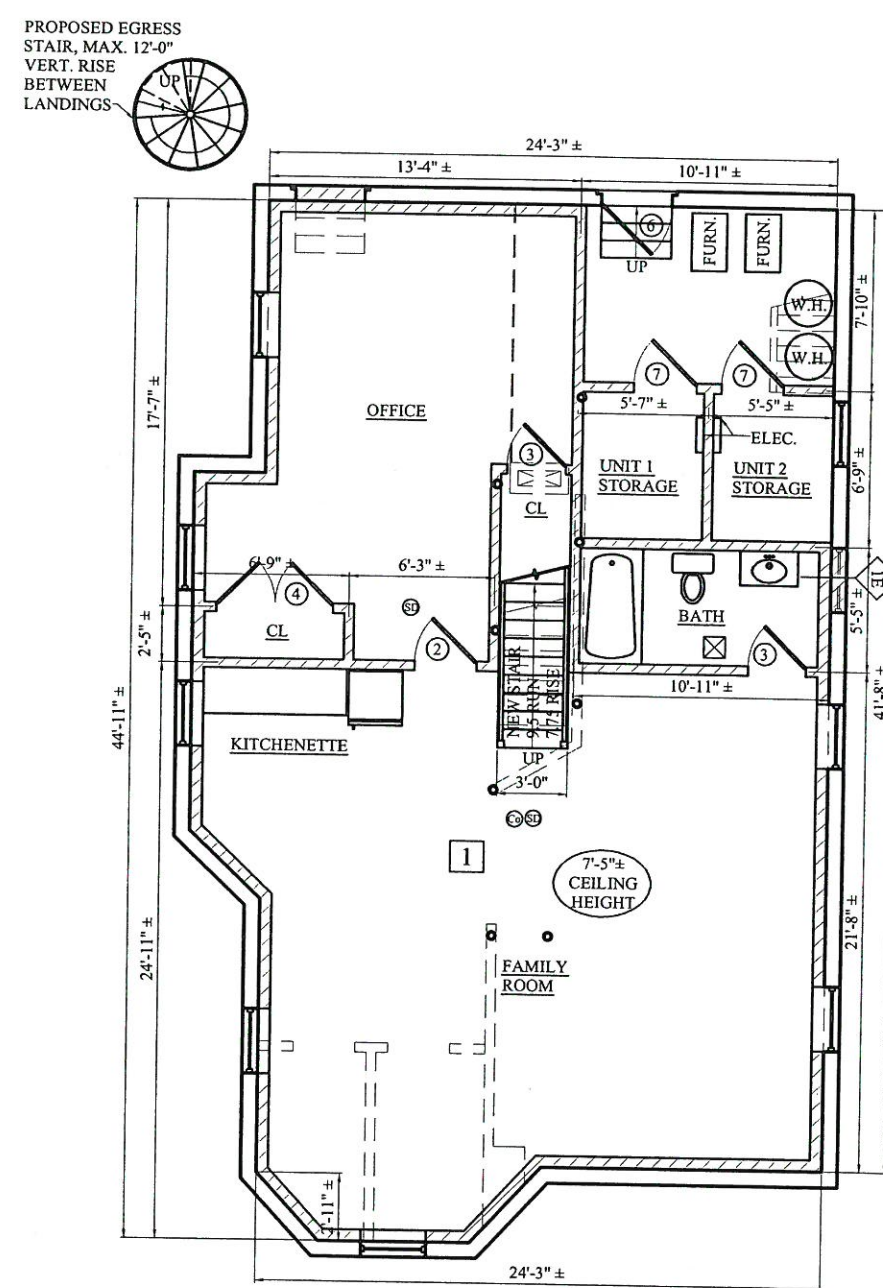 PROPOSED EGRESS
STAIR, MAX. 12'-0"
VERT. RISE
BETWEEN
LANDINGS
UP
24'-3" ±
13'-4" ±
10'-11" ±
6
UP
FURN.
FURN.
W.H.
W.H.
7'-10" ±
7
7
5'-7" ±
5'-5" ±
ELEC.
17'-7" ±
OFFICE
3
CL
UNIT 1
STORAGE
UNIT 2
STORAGE
6'-9" ±
6'-9" ±
6'-3" ±
4
CL
SD
2
2'-5" ±
BATH
3
1E
5'-5" ±
10'-11" ±
41'-8" ±
44'-11" ±
KITCHENETTE
NEW STAIR
9.5 RUN
7.75 RISE
UP
3'-0"
Co
SD
1
7'-5"±
CEILING
HEIGHT
24'-11" ±
21'-8" ±
FAMILY
ROOM
2'-11" ±
24'-3" ±